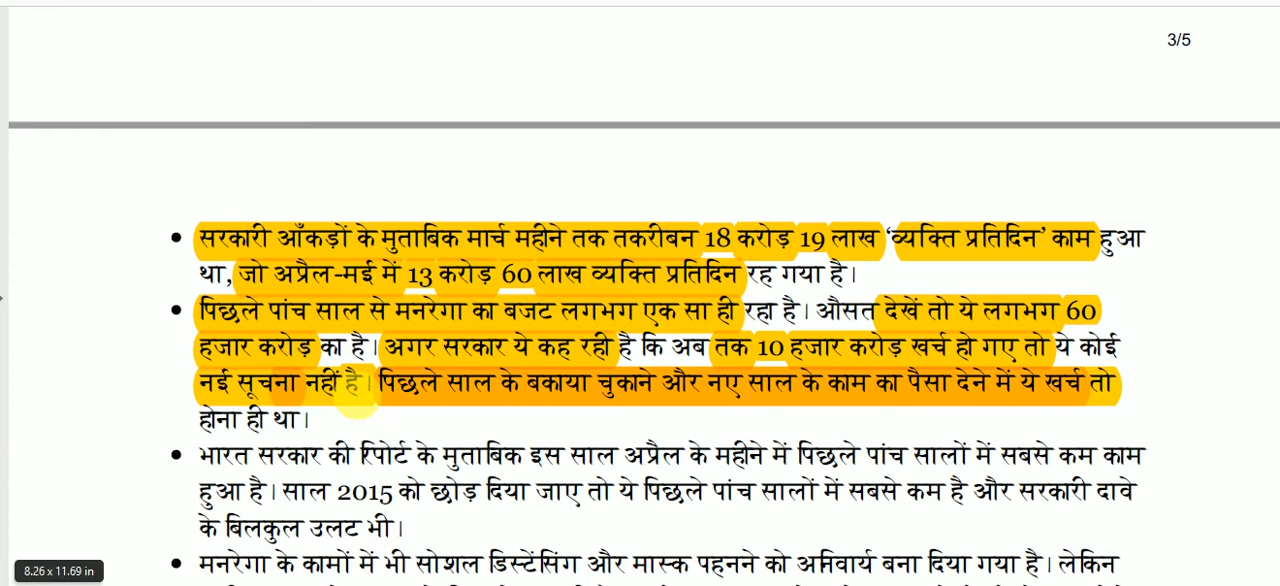 3/5
सरकारी आँकड़ों के मुताबिक मार्च महीने तक तकरीबन 18 करोड़ 19 लाख ‘व्यक्ति प्रतिदिन’ काम हुआ
था, जो अप्रैल-मई में 13 करोड़ 60 लाख व्यक्ति प्रतिदिन रह गया है।
पिछले पांच साल से मनरेगा का बजट लगभग एक सा ही रहा है। औसत देखें तो ये लगभग 60
हजार करोड़ का है। अगर सरकार ये कह रही है कि अब तक 10 हजार करोड़ खर्च हो गए तो ये कोई
नई सूचना नहीं है। पिछले साल के बकाया चुकाने और नए साल के काम का पैसा देने में ये खर्च तो
होना ही था।
भारत सरकार की रिपोर्ट के मुताबिक इस साल अप्रैल के महीने में पिछले पांच सालों में सबसे कम काम
हुआ है। साल 2015 को छोड़ दिया जाए तो ये पिछले पांच सालों में सबसे कम है और सरकारी दावे
के बिलकुल उलट भी।
मनरेगा के कामों में भी सोशल डिस्टेंसिंग और मास्क पहनने को अनिवार्य बना दिया गया है। लेकिन
8.26 x 11.69 in